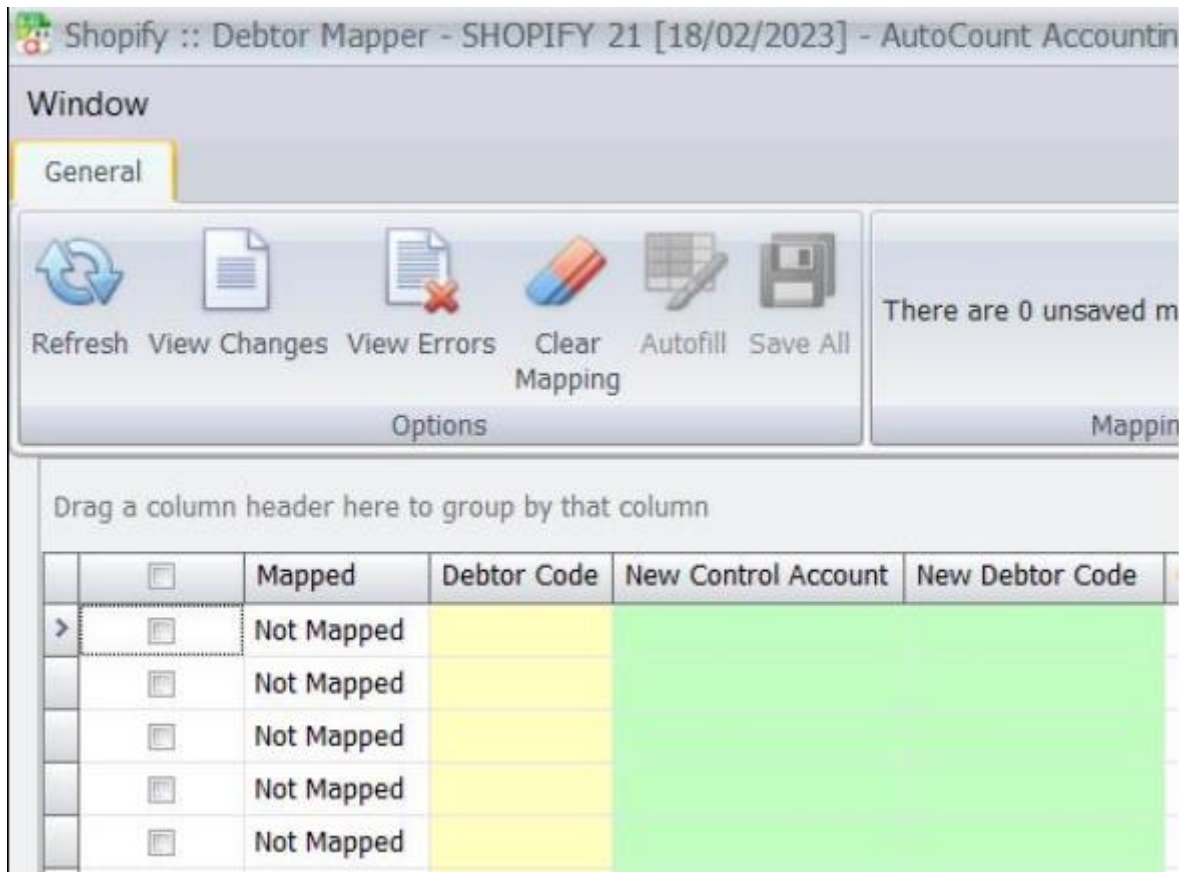 Shopify :: Debtor Mapper - SHOPIFY 21 [18/02/2023] - AutoCount Accountin
Window
General
Refresh View Changes View Errors Clear Mapping Autofill Save All
There are 0 unsaved m
Options
Mappin
Drag a column header here to group by that column
Mapped Debtor Code New Control Account New Debtor Code
Not Mapped
Not Mapped
Not Mapped
Not Mapped
Not Mapped